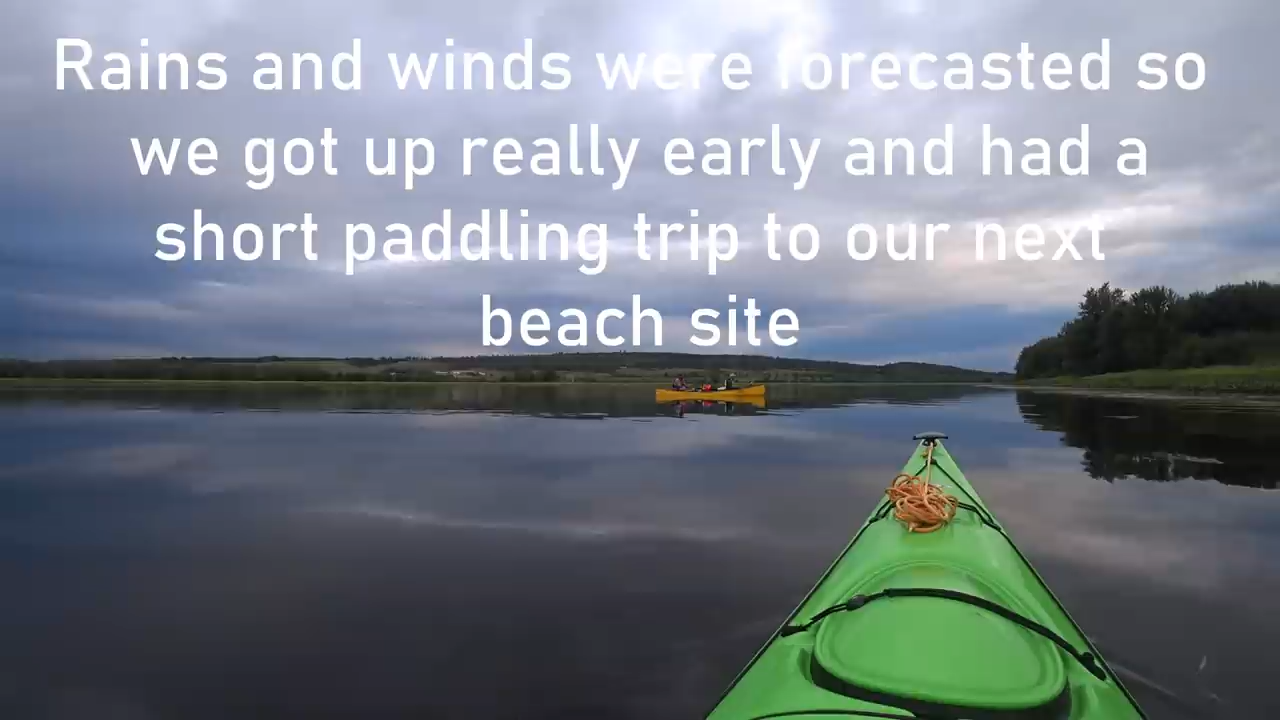 Rains and winds were forecasted so
we got up really early and had a
short paddling trip to our next
beach site